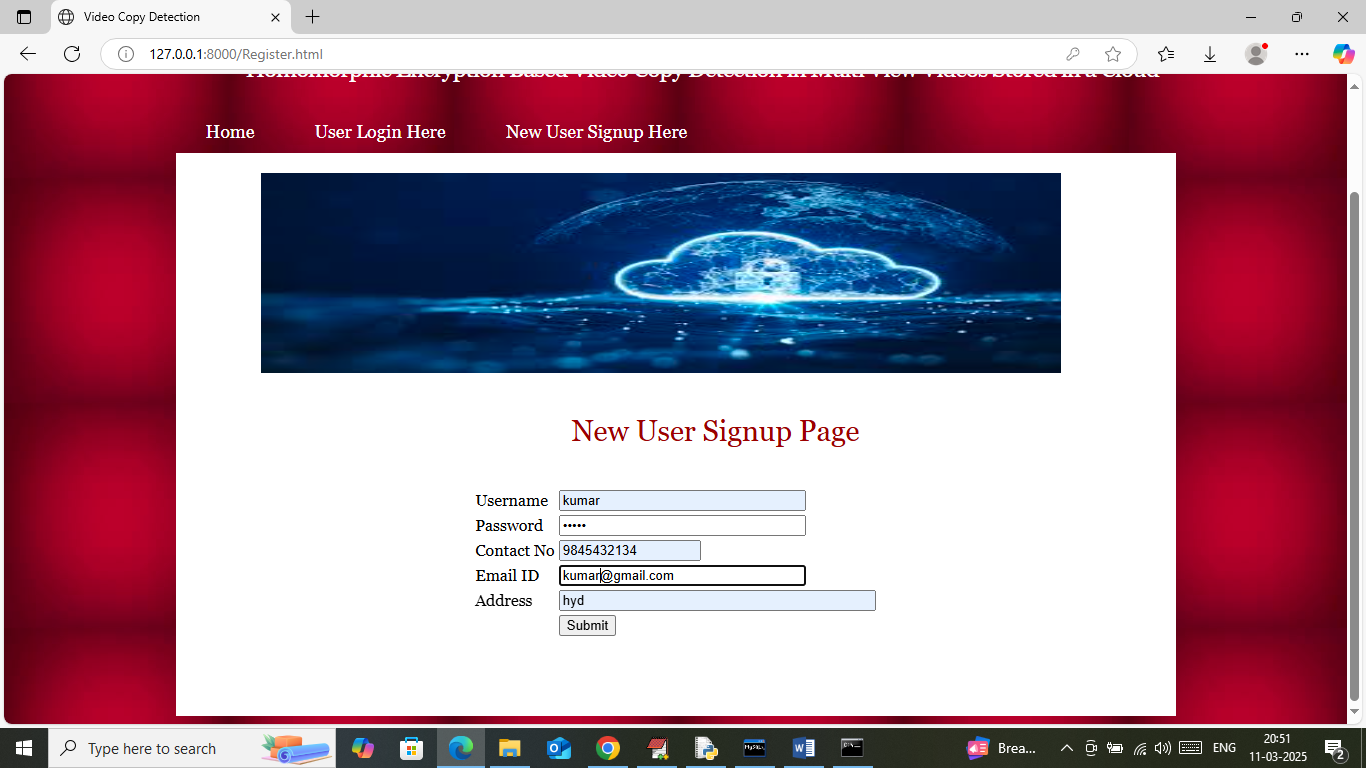 Video Copy Detection
127.0.0.1:8000/Register.html
Homomorphic Encryption Based Video Copy Detection in Multi-View Videos Stored in a Cloud
Home User Login Here New User Signup Here
New User Signup Page
Username kumar
Password •••••
Contact No 9845432134
Email ID kumar@gmail.com
Address hyd
Submit
Type here to search
Brea...
ENG
20:51
11-03-2025
2